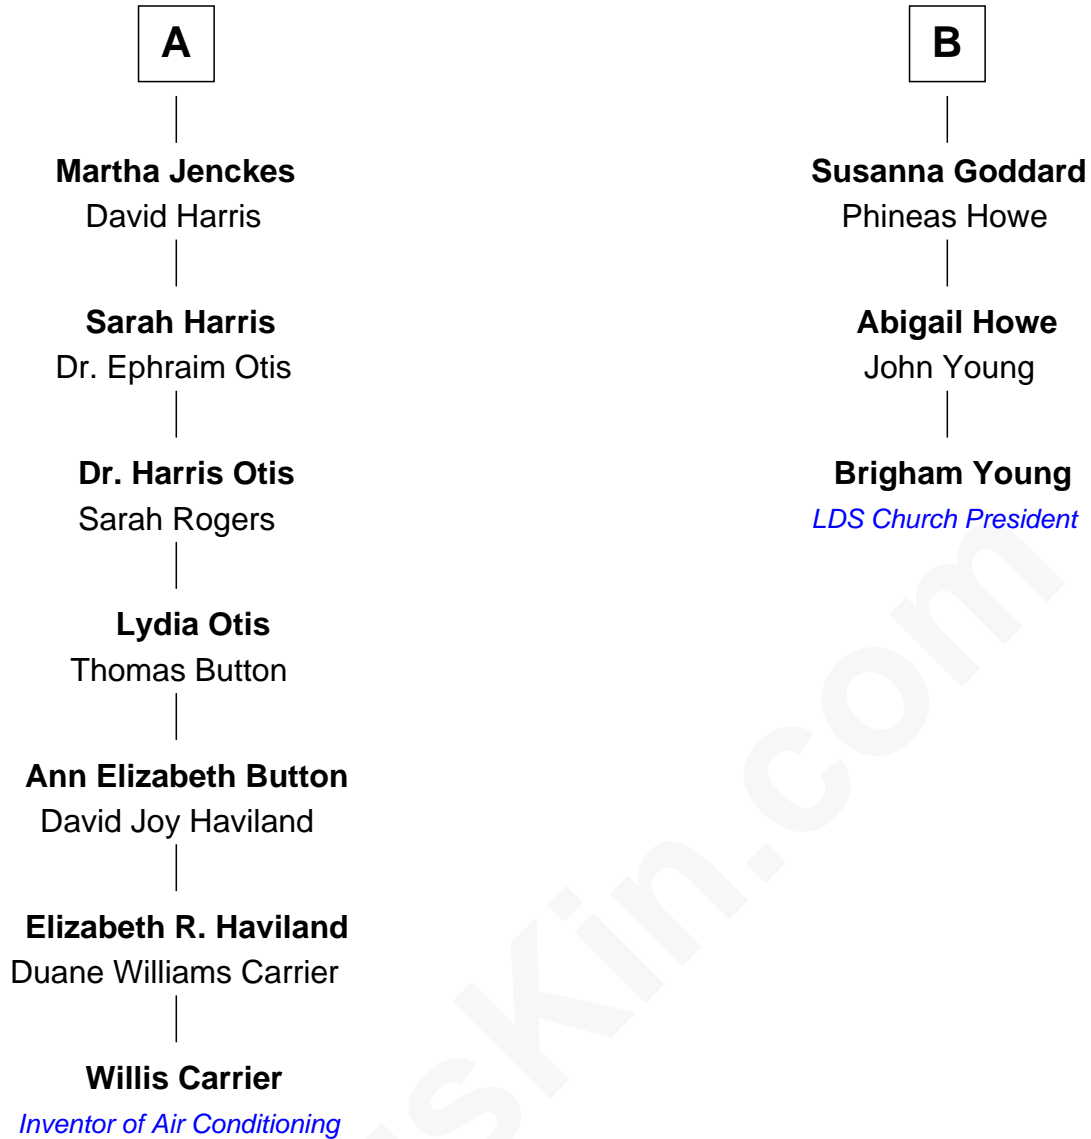 A
Martha Jenckes
David Harris
Sarah Harris
Dr. Ephraim Otis
Dr. Harris Otis
Sarah Rogers
Lydia Otis
Thomas Button
Ann Elizabeth Button
David Joy Haviland
Elizabeth R. Haviland
Duane Williams Carrier
Willis Carrier
Inventor of Air Conditioning
B
Susanna Goddard
Phineas Howe
Abigail Howe
John Young
Brigham Young
LDS Church President